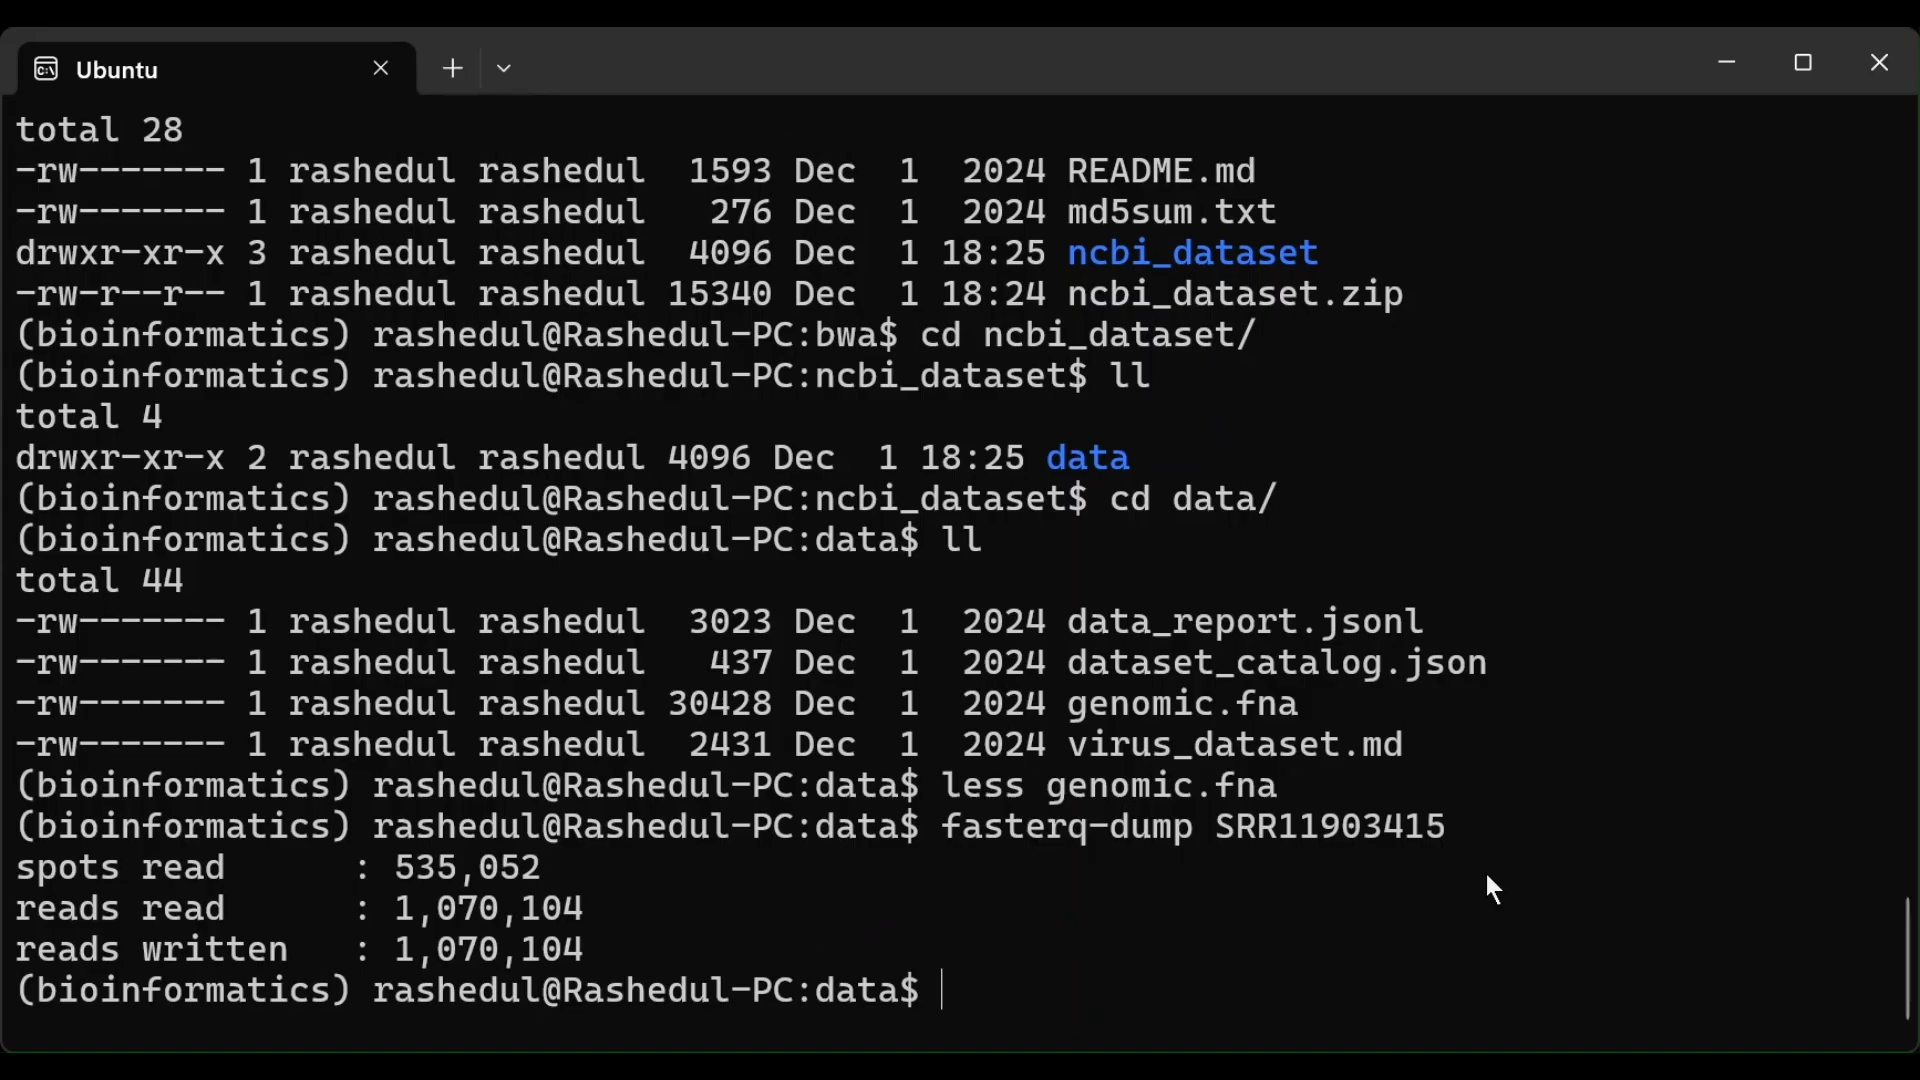 Ubuntu
total 28
-rw------- 1 rashedul rashedul  1593 Dec  1  2024 README.md
-rw------- 1 rashedul rashedul   276 Dec  1  2024 md5sum.txt
drwxr-xr-x 3 rashedul rashedul  4096 Dec  1 18:25 ncbi_dataset
-rw-r--r-- 1 rashedul rashedul 15340 Dec  1 18:24 ncbi_dataset.zip
(bioinformatics) rashedul@Rashedul-PC:bwa$ cd ncbi_dataset/
(bioinformatics) rashedul@Rashedul-PC:ncbi_dataset$ ll
total 4
drwxr-xr-x 2 rashedul rashedul 4096 Dec  1 18:25 data
(bioinformatics) rashedul@Rashedul-PC:ncbi_dataset$ cd data/
(bioinformatics) rashedul@Rashedul-PC:data$ ll
total 44
-rw------- 1 rashedul rashedul  3023 Dec  1  2024 data_report.jsonl
-rw------- 1 rashedul rashedul   437 Dec  1  2024 dataset_catalog.json
-rw------- 1 rashedul rashedul 30428 Dec  1  2024 genomic.fna
-rw------- 1 rashedul rashedul  2431 Dec  1  2024 virus_dataset.md
(bioinformatics) rashedul@Rashedul-PC:data$ less genomic.fna
(bioinformatics) rashedul@Rashedul-PC:data$ fasterq-dump SRR11903415
spots read      : 535,052
reads read      : 1,070,104
reads written   : 1,070,104
(bioinformatics) rashedul@Rashedul-PC:data$